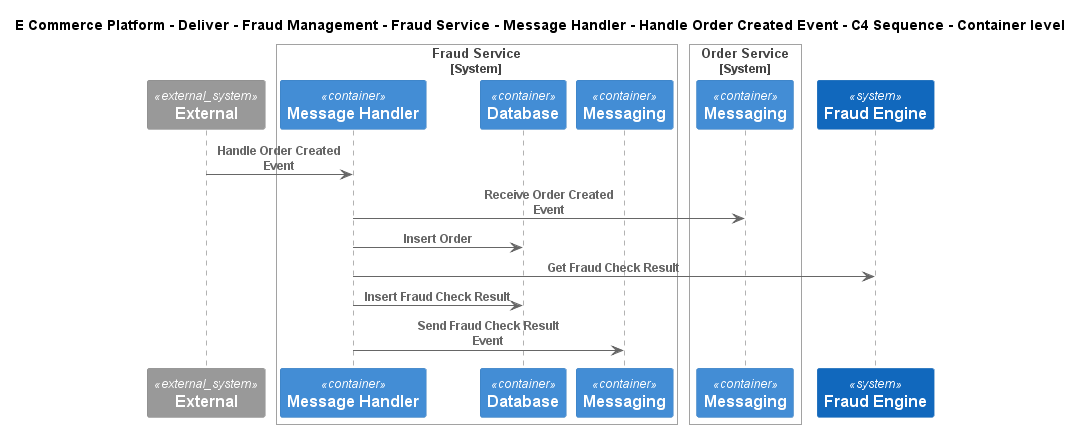 E Commerce Platform - Deliver - Fraud Management - Fraud Service - Message Handler - Handle Order Created Event - C4 Sequence - Container level
Fraud Service
[System]
Order Service
[System]
«external_system»
External
«container»
Message Handler
«container»
Database
«container»
Messaging
«container»
Messaging
«system»
Fraud Engine
Handle Order Created
Event
Receive Order Created
Event
Insert Order
Get Fraud Check Result
Insert Fraud Check Result
Send Fraud Check Result
Event
«external_system»
External
«container»
Message Handler
«container»
Database
«container»
Messaging
«container»
Messaging
«system»
Fraud Engine